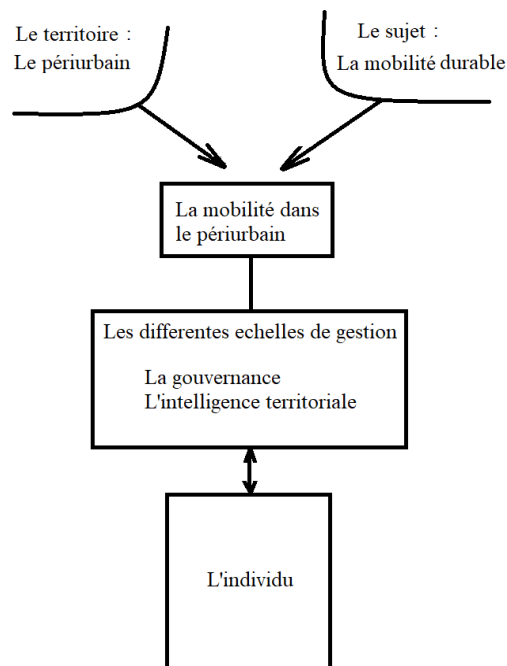 Le territoire :
Le périurbain
Le sujet :
La mobilité durable
La mobilité dans
le périurbain
Les differentes echelles de gestion
La gouvernance
L'intelligence territoriale
L'individu